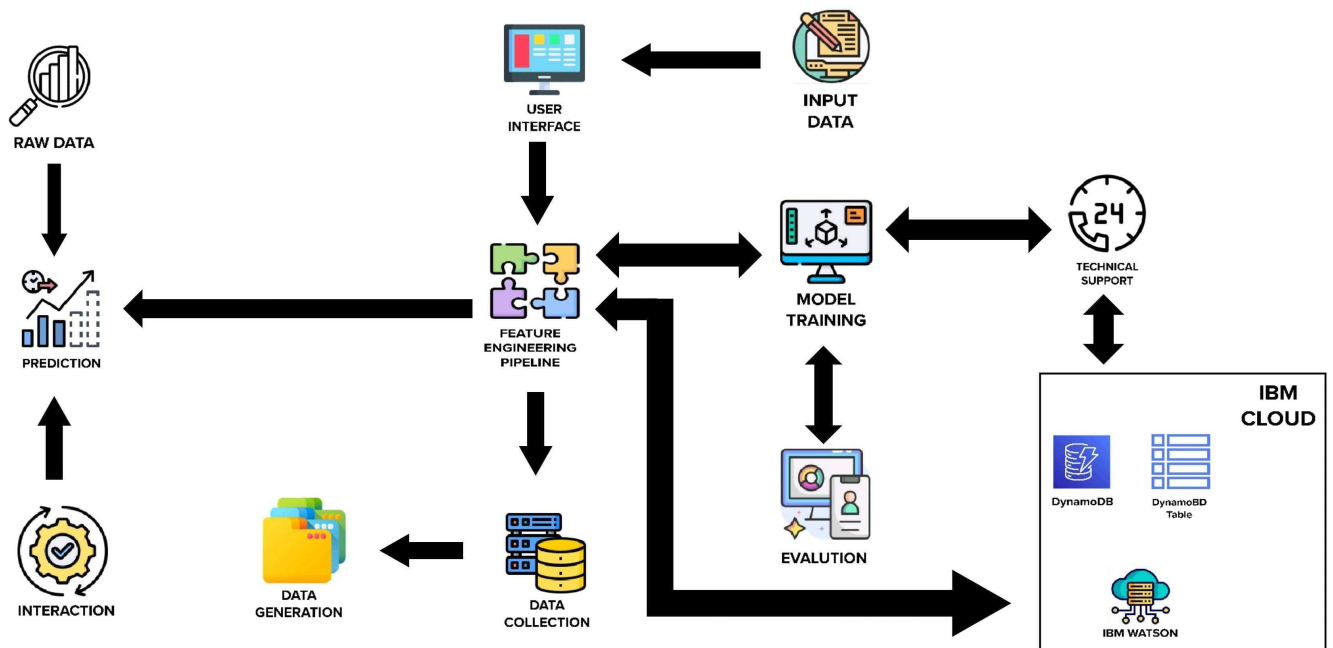 INPUT
DATA
USER
INTERFACE
RAW DATA
24
TECHNICAL
SUPPORT
MODEL
TRAINING
FEATURE
ENGINEERING
PIPELINE
PREDICTION
IBM
CLOUD
DynamoDB
DynamoBD
Table
EVALUTION
INTERACTION
DATA
GENERATION
DATA
COLLECTION
IBM WATSON